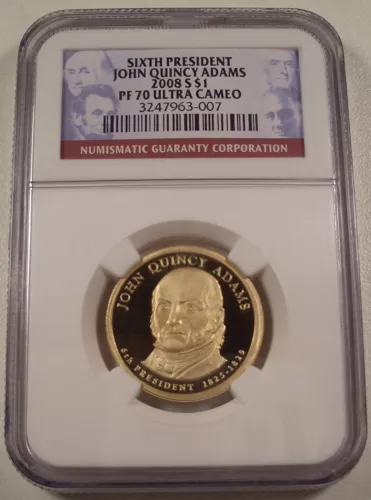 SIXTH PRESIDENT
JOHN QUINCY ADAMS
2008 S $1
PF 70 ULTRA CAMEO
3247963-007
NUMISMATIC GUARANTY CORPORATION
JOHN QUINCY ADAMS
6th PRESIDENT 1825-1829